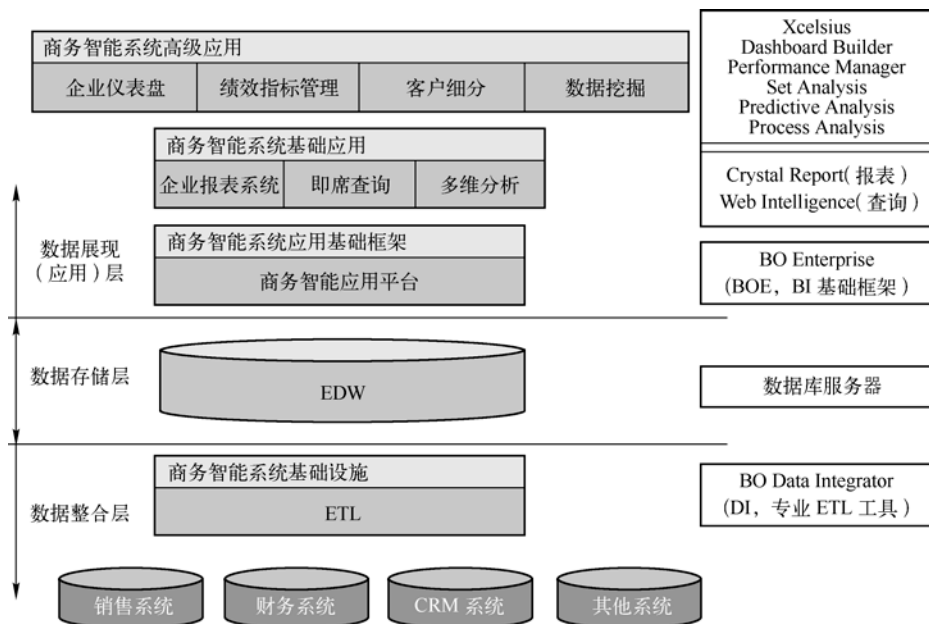 商务智能系统高级应用
企业仪表盘
绩效指标管理
客户细分
数据挖掘
Xcelsius
Dashboard Builder
Performance Manager
Set Analysis
Predictive Analysis
Process Analysis
商务智能系统基础应用
企业报表系统
即席查询
多维分析
Crystal Report(报表)
Web Intelligence(查询)
数据展现
(应用)层
商务智能系统应用基础框架
商务智能应用平台
BO Enterprise
(BOE, BI 基础框架)
数据存储层
EDW
数据库服务器
数据整合层
商务智能系统基础设施
ETL
BO Data Integrator
(DI, 专业 ETL 工具)
销售系统
财务系统
CRM 系统
其他系统